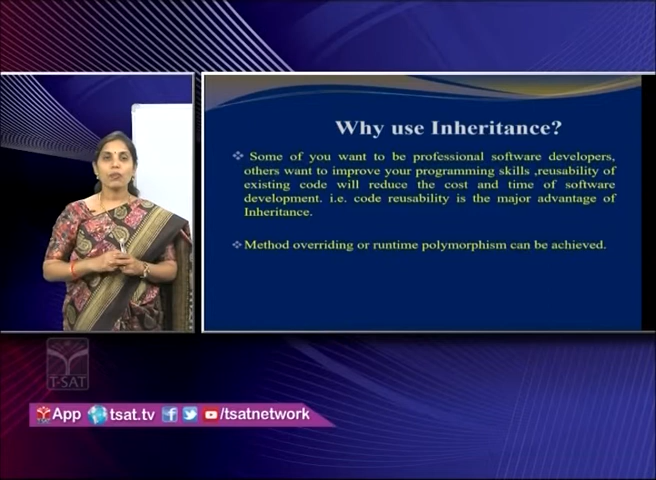 Why use Inheritance?
Some of you want to be professional software developers,
others want to improve your programming skills ,reusability of
existing code will reduce the cost and time of software
development. i.e. code reusability is the major advantage of
Inheritance.
Method overriding or runtime polymorphism can be achieved.
T-SAT
App tsat.tv /tsatnetwork